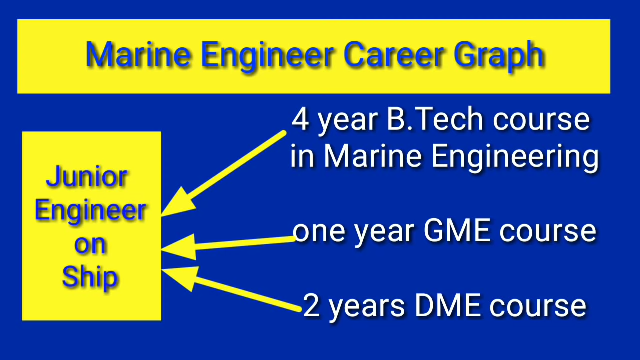 Marine Engineer Career Graph
4 year B.Tech course
in Marine Engineering
Junior
Engineer
on
Ship
one year GME course
2 years DME course